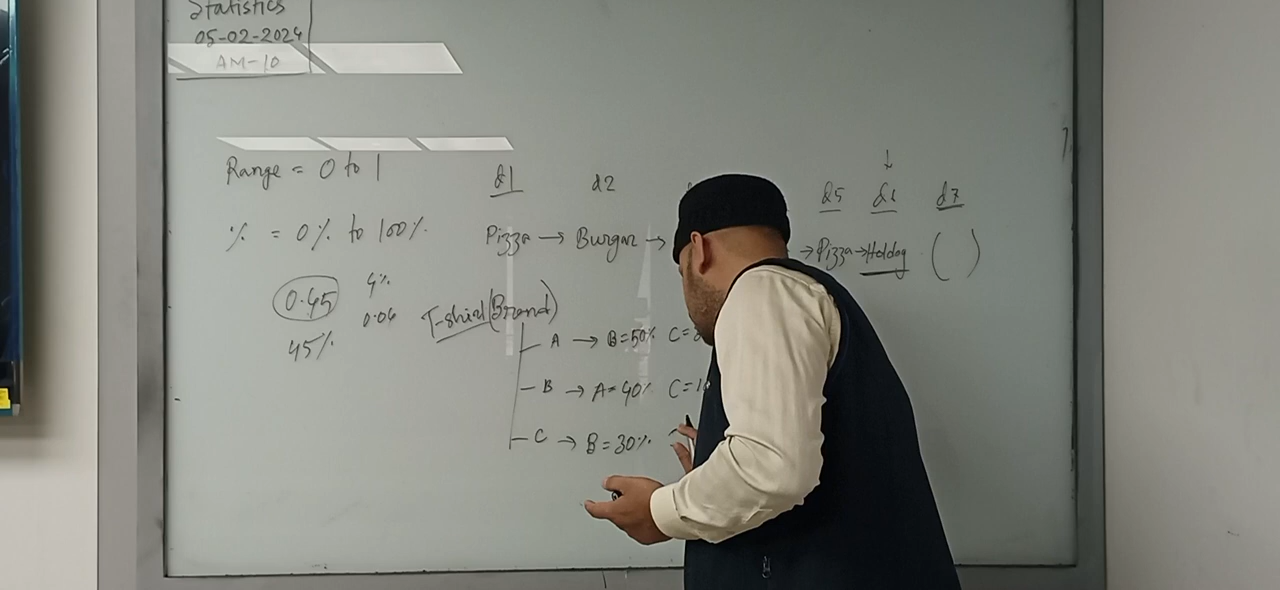 Statistics
05-02-2024
AM-10
Range = 0 to 1
% = 0% to 100%.
0.45
4%
0.04
45%
d1 d2 d5 d6 d7
Pizza → Burger → → Pizza → Hotdog ( )
T-shirt (Brand)
A → B=50% C=
B → A=40% C=1
C → B=30%